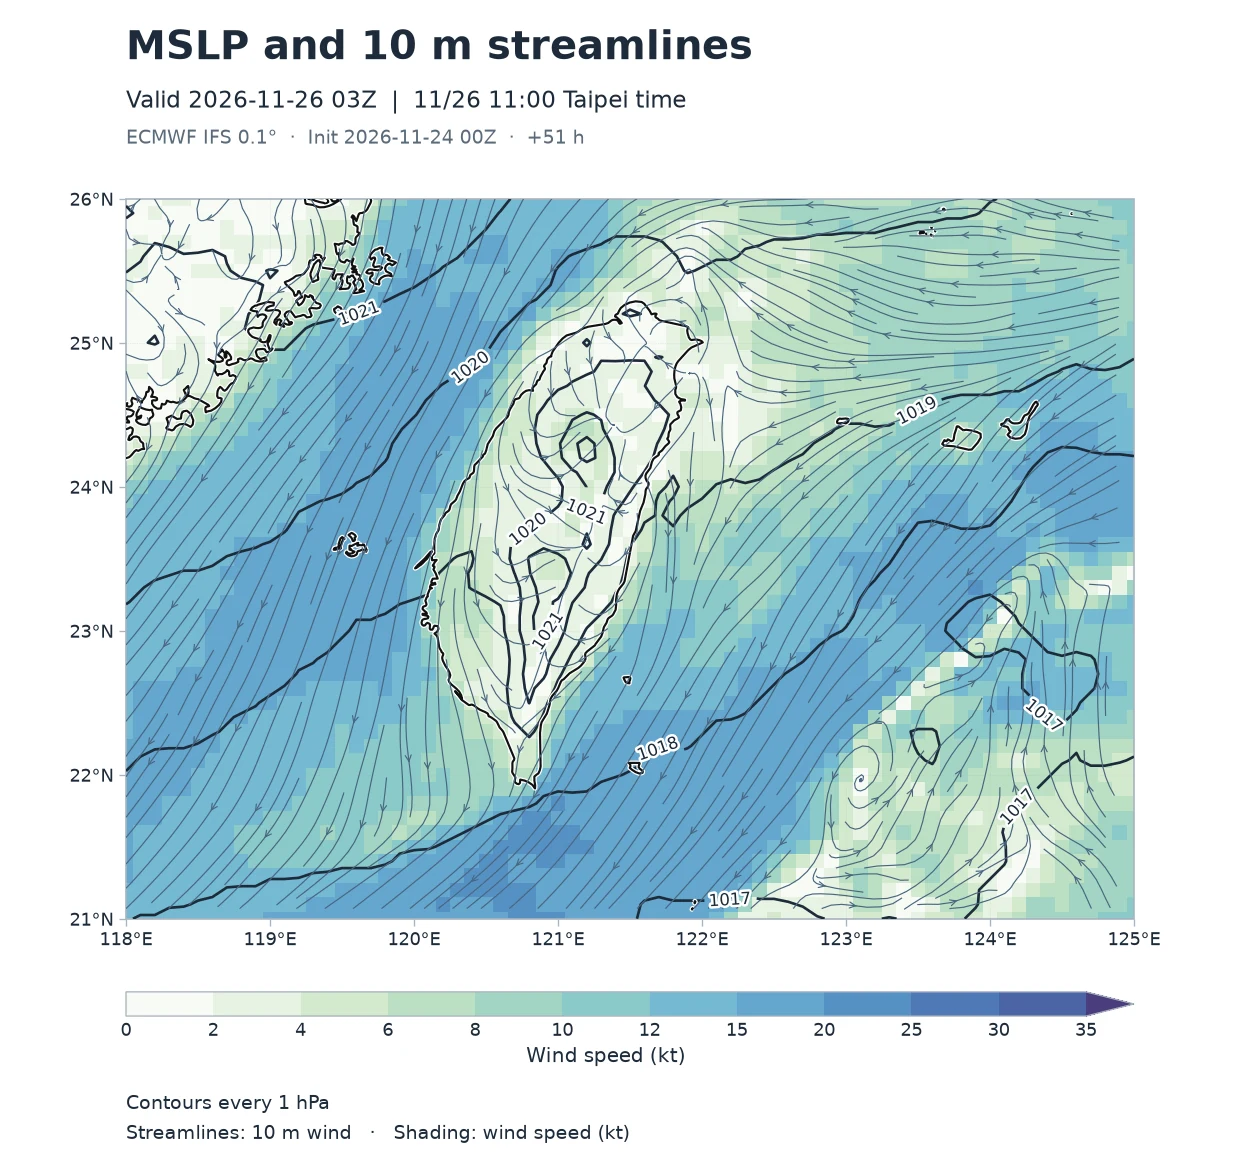 MSLP and 10 m streamlines
Valid 2026-11-26 03Z | 11/26 11:00 Taipei time
ECMWF IFS 0.1° · Init 2026-11-24 00Z · +51 h
26°N
25°N
24°N
23°N
22°N
21°N
1021
1020
1019
1021
1020
1021
1018
1017
1017
1017
118°E 119°E 120°E 121°E 122°E 123°E 124°E 125°E
0 2 4 6 8 10 12 15 20 25 30 35
Wind speed (kt)
Contours every 1 hPa
Streamlines: 10 m wind · Shading: wind speed (kt)